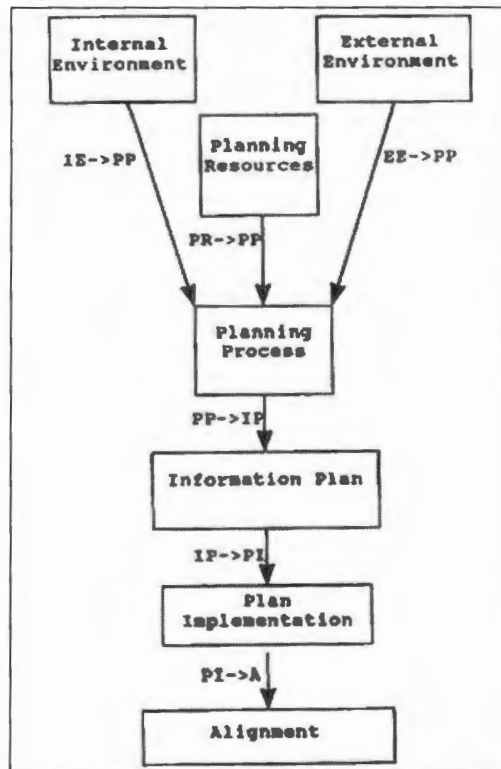 Internal
Environment
External
Environment
Planning
Resources
IE->PP
EE->PP
PR->PP
Planning
Process
PP->IP
Information Plan
IP->PI
Plan
Implementation
PI->A
Alignment